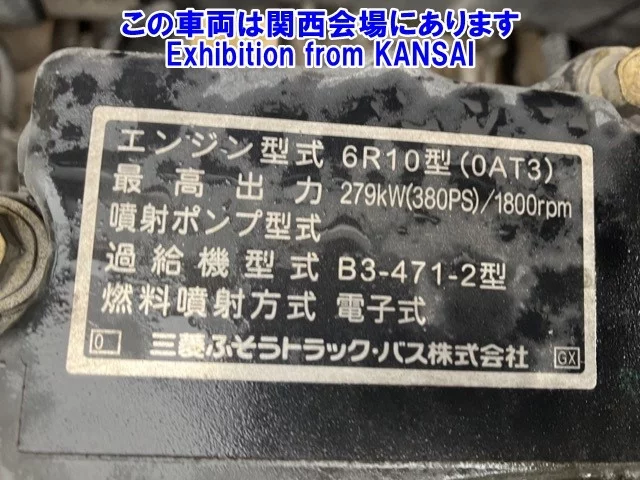 この車両は関西会場にあります
Exhibition from KANSAI
エンジン型式 6R10型(0AT3)
最高出力 279kW(380PS)/1800rpm
噴射ポンプ型式
過給機型式 B3-471-2型
燃料噴射方式 電子式
0 三菱ふそうトラック・バス株式会社 GX